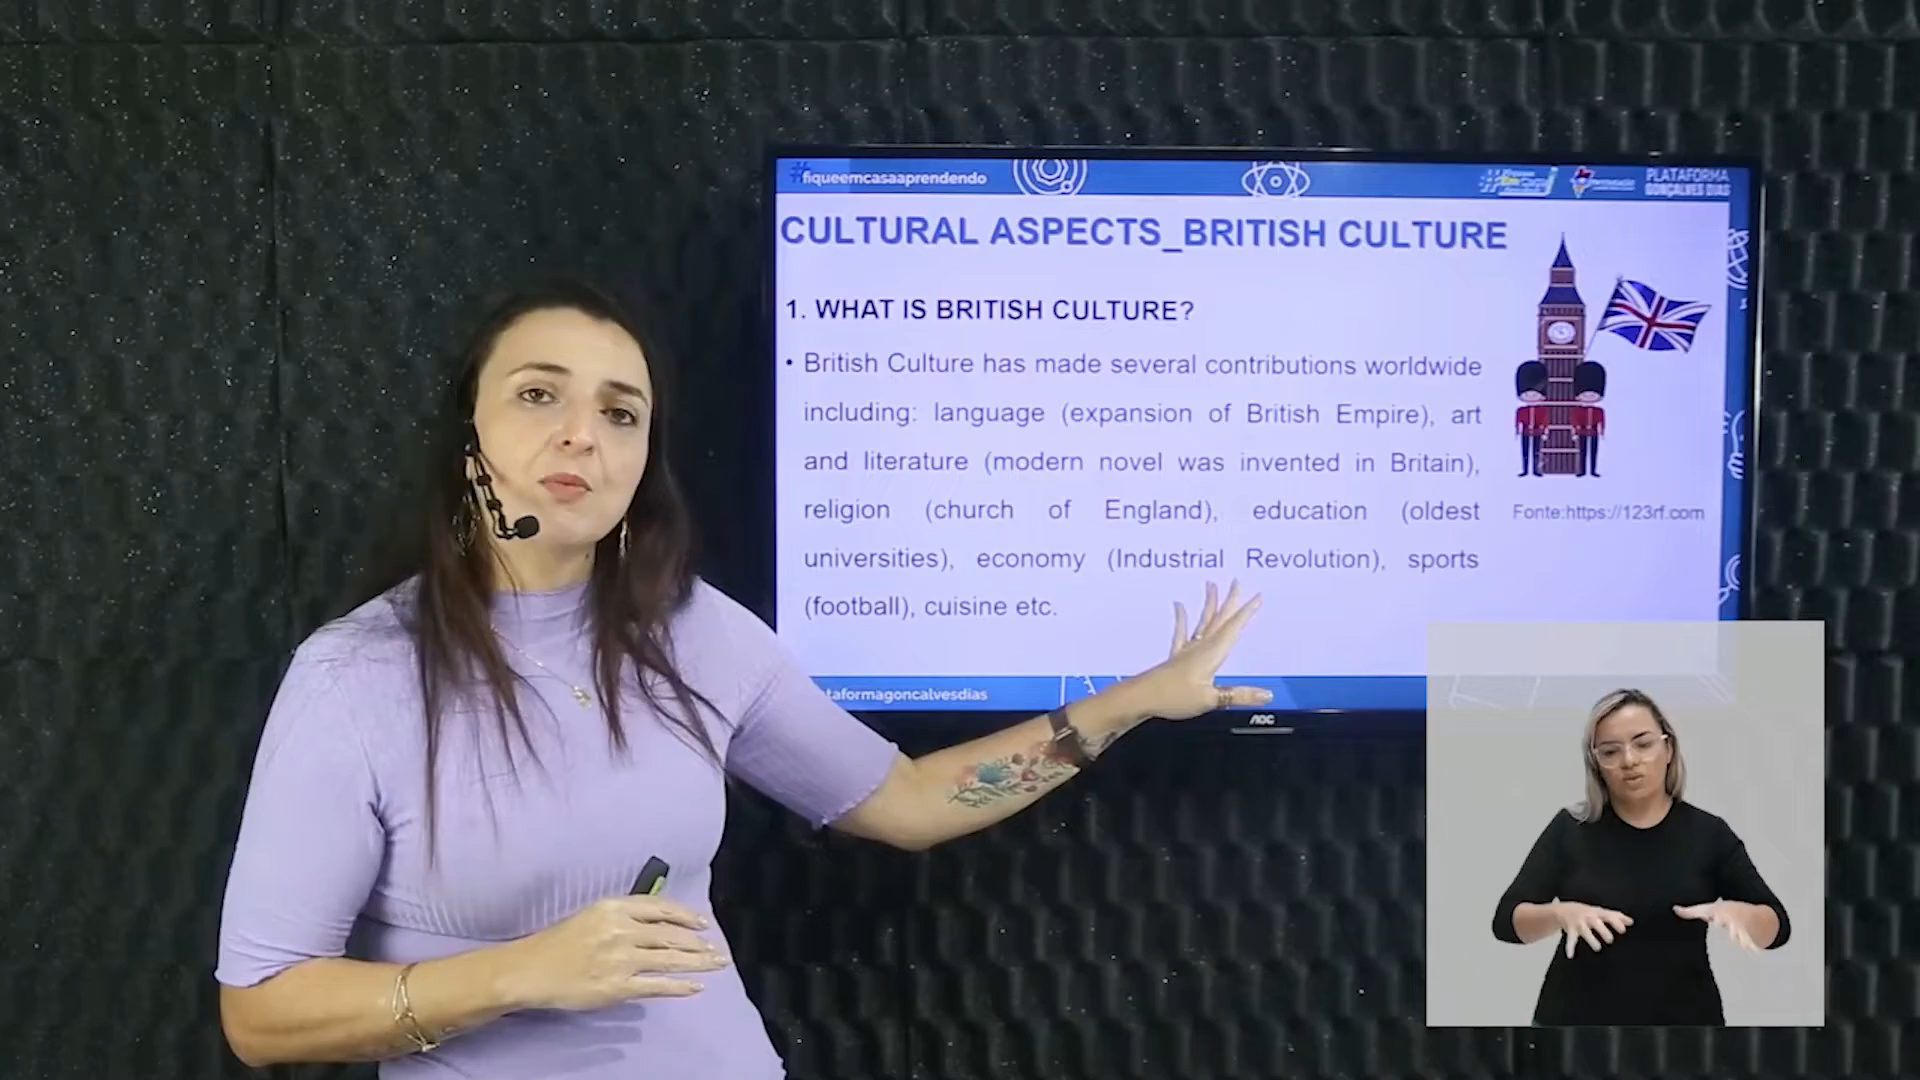 #fiqueemcasaaprendendo
PLATAFORMA
GONÇALVES DIAS
CULTURAL ASPECTS_BRITISH CULTURE
1. WHAT IS BRITISH CULTURE?
• British Culture has made several contributions worldwide
including: language (expansion of British Empire), art
and literature (modern novel was invented in Britain),
religion (church of England), education (oldest
universities), economy (Industrial Revolution), sports
(football), cuisine etc.
Fonte:https://123rf.com
taformagoncalvesdias
AOC